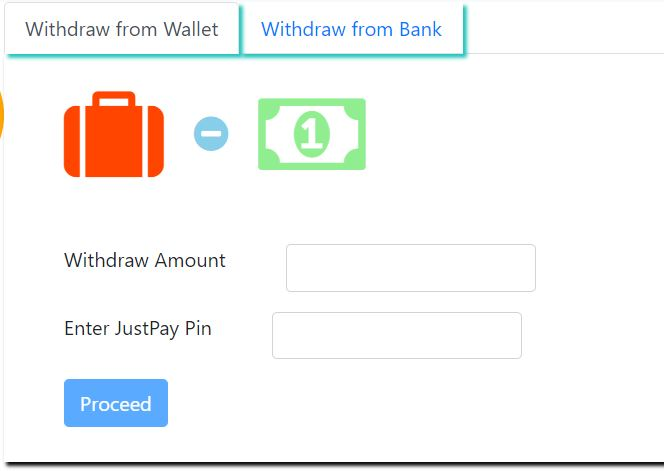 Withdraw from Wallet Withdraw from Bank
1
Withdraw Amount
Enter JustPay Pin
Proceed